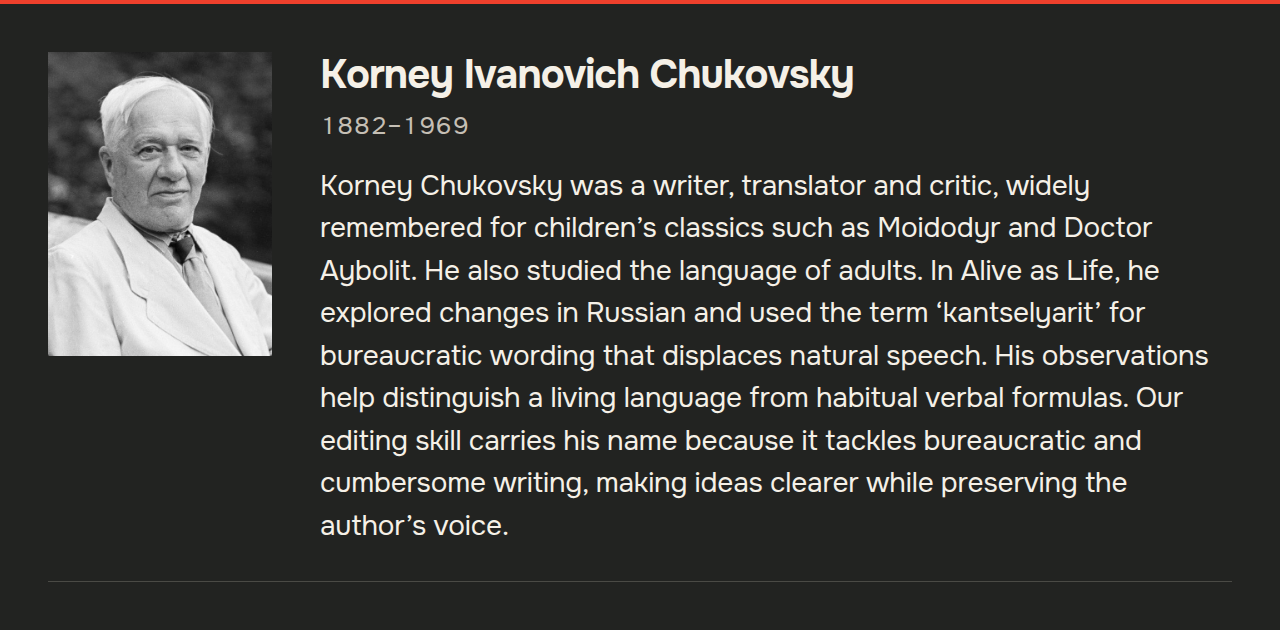 Korney Ivanovich Chukovsky
1882–1969
Korney Chukovsky was a writer, translator and critic, widely
remembered for children’s classics such as Moidodyr and Doctor
Aybolit. He also studied the language of adults. In Alive as Life, he
explored changes in Russian and used the term ‘kantselyarit’ for
bureaucratic wording that displaces natural speech. His observations
help distinguish a living language from habitual verbal formulas. Our
editing skill carries his name because it tackles bureaucratic and
cumbersome writing, making ideas clearer while preserving the
author’s voice.